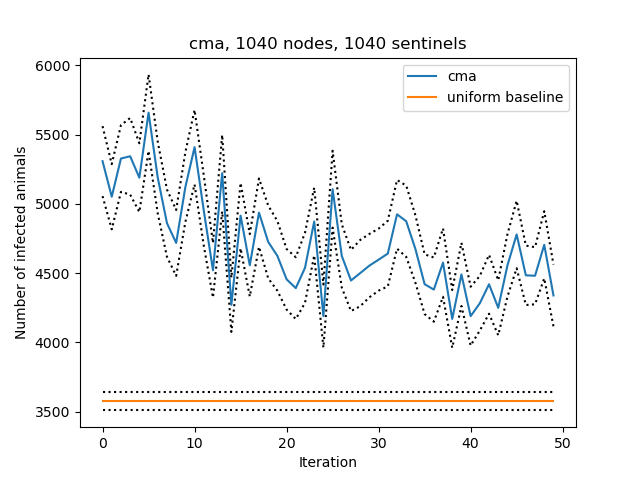 cma, 1040 nodes, 1040 sentinels
cma
uniform baseline
Number of infected animals
6000
5500
5000
4500
4000
3500
0 10 20 30 40 50
Iteration